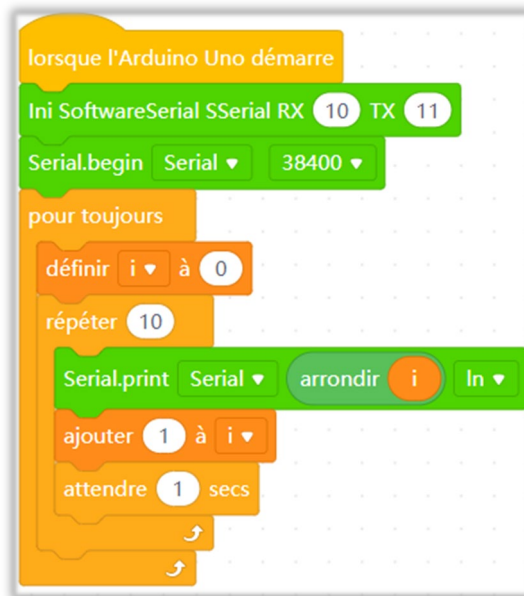 lorsque l'Arduino Uno démarre
Ini SoftwareSerial SSerial RX 10 TX 11
Serial.begin Serial 38400
pour toujours
définir i à 0
répéter 10
Serial.print Serial arrondir i ln
ajouter 1 à i
attendre 1 secs